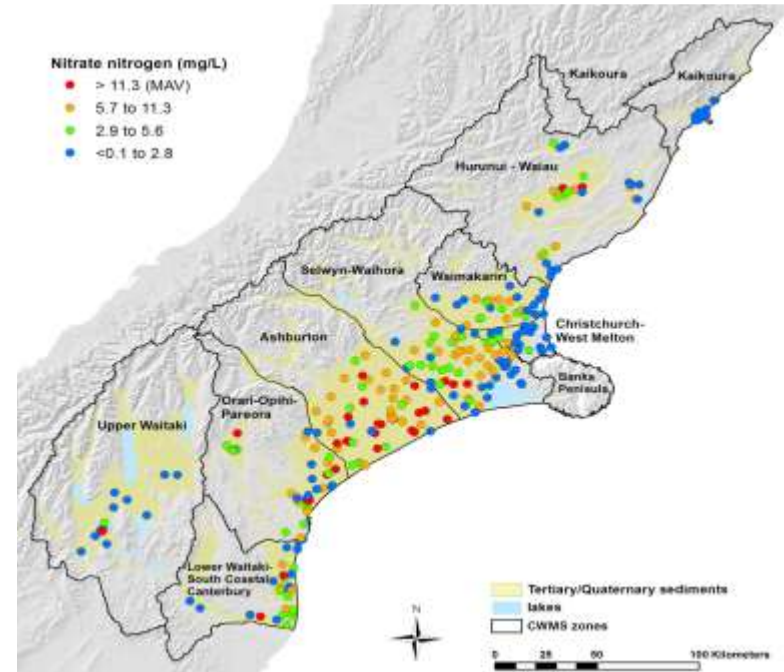 Nitrate nitrogen (mg/L)
> 11.3 (MAV)
5.7 to 11.3
2.9 to 5.6
<0.1 to 2.8
Kaikoura
Kaikoura
Hurunui - Waiau
Selwyn-Waihora
Waimakariri
Christchurch-
West Melton
Ashburton
Banks
Penisula
Orari-Opihi-
Pareora
Upper Waitaki
Lower Waitaki-
South Coastal
Canterbury
N
Tertiary/Quaternary sediments
lakes
CWMS zones
0 25 50 100 Kilometers